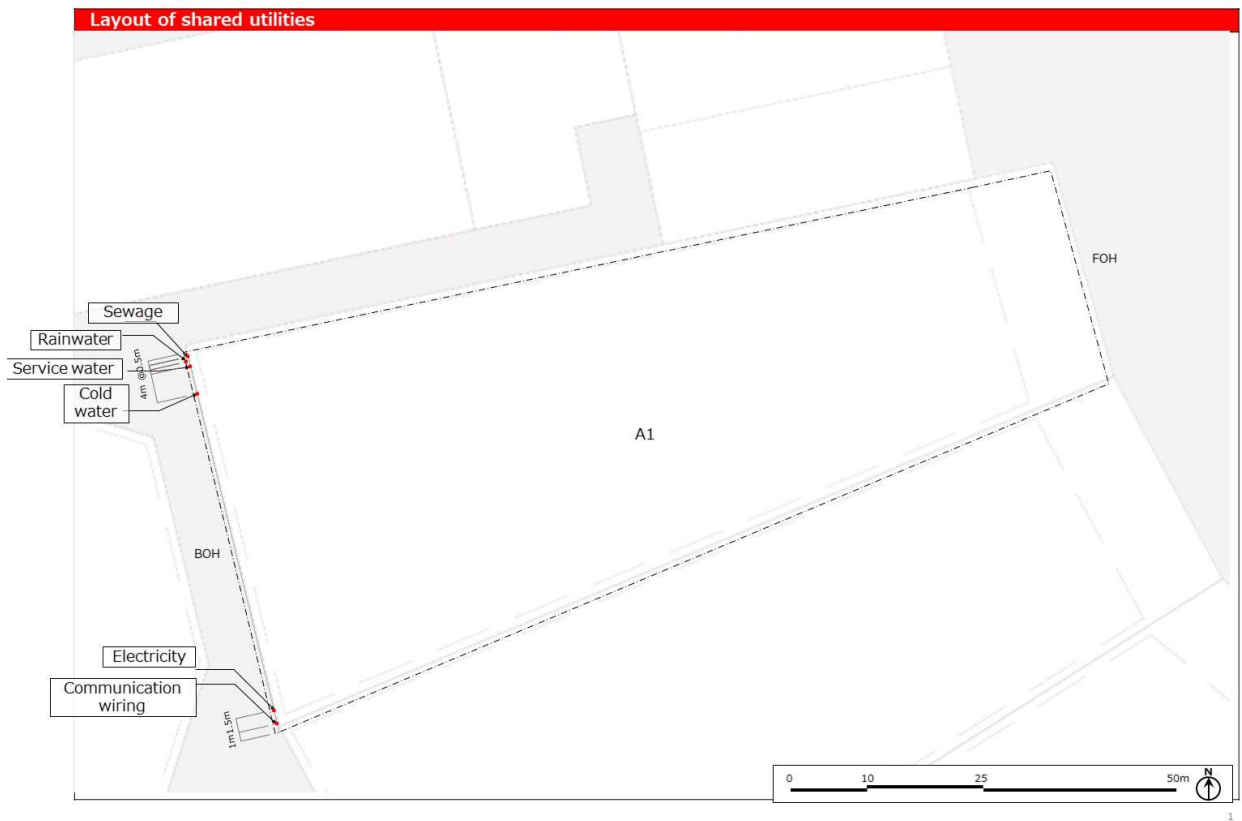 Layout of shared utilities
FOH
Sewage
Rainwater
Service water
Cold
water
4m @0.5m
A1
BOH
Electricity
Communication
wiring
1m1.5m
0 10 25 50m
N
1